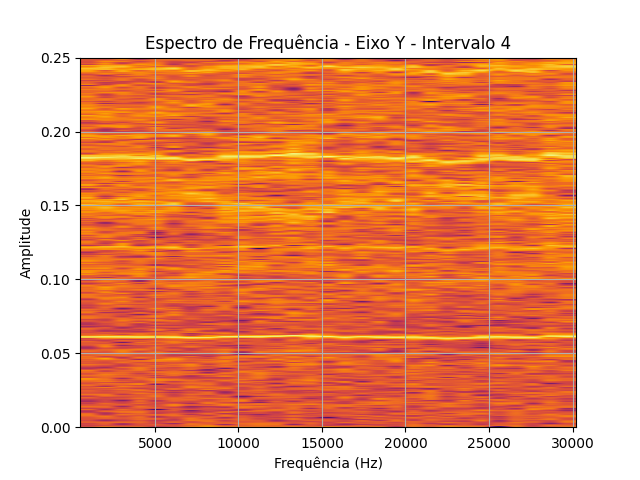 Espectro de Frequência - Eixo Y - Intervalo 4
0.25
0.20
0.15
0.10
0.05
0.00
Amplitude
5000 10000 15000 20000 25000 30000
Frequência (Hz)